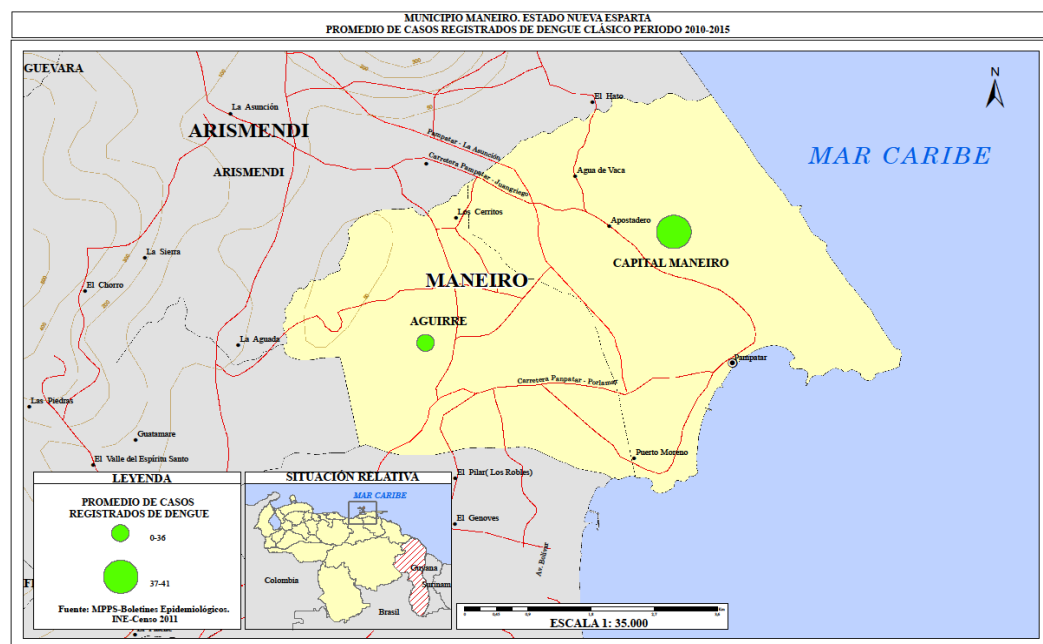 MUNICIPIO MANEIRO. ESTADO NUEVA ESPARTA
PROMEDIO DE CASOS REGISTRADOS DE DENGUE CLÁSICO PERIODO 2010-2015
GUEVARA
N
El Hato
La Asunción
ARISMENDI
Pampatar - La Asunción
MAR CARIBE
Carretera Pampatar - Juangriego
ARISMENDI
Agua de Vaca
Los Cerritos
Apostadero
La Sierra
CAPITAL MANEIRO
MANEIRO
El Chorro
AGUIRRE
La Aguada
Pampatar
Carretera Panpatar - Porlamar
Las Piedras
Guatamare
El Valle del Espíritu Santo
Puerto Moreno
El Pilar( Los Robles)
El Genoves
Av. Bolívar
LEYENDA
PROMEDIO DE CASOS
REGISTRADOS DE DENGUE
0-36
37-41
Fuente: MPPS-Boletines Epidemiológicos.
INE-Censo 2011
SITUACIÓN RELATIVA
MAR CARIBE
Colombia
Guyana
Surinam
Brasil
ESCALA 1: 35.000